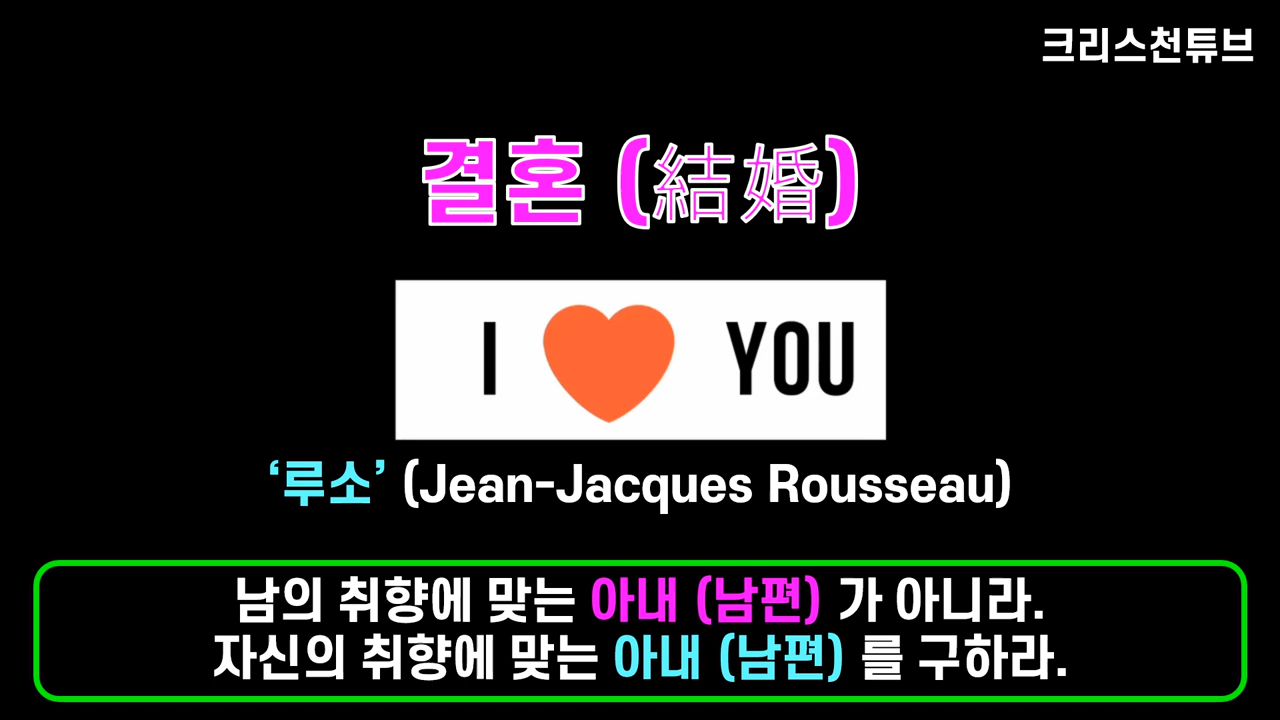 크리스천튜브
결혼 (結婚)
I YOU
‘루소’ (Jean-Jacques Rousseau)
남의 취향에 맞는 아내 (남편) 가 아니라.
자신의 취향에 맞는 아내 (남편) 를 구하라.